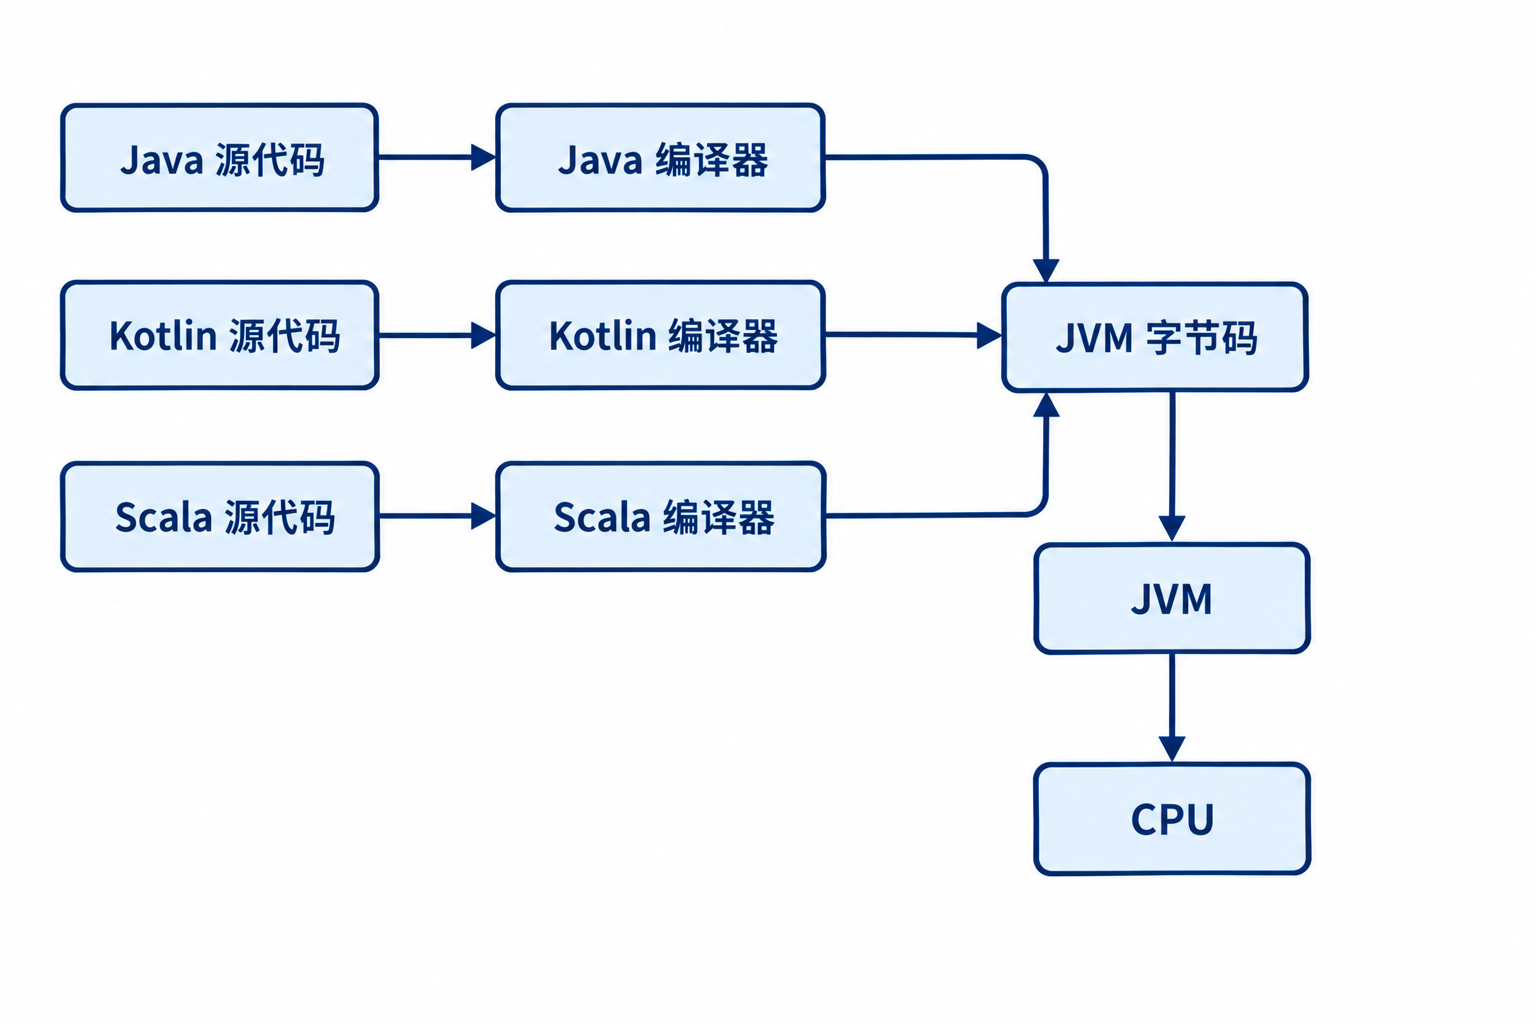 Java 源代码
Java 编译器
Kotlin 源代码
Kotlin 编译器
JVM 字节码
Scala 源代码
Scala 编译器
JVM
CPU